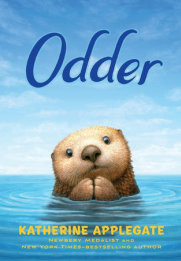 Odder
KATHERINE APPLEGATE
NEWBERY MEDALIST AND
NEW YORK TIMES–BESTSELLING AUTHOR